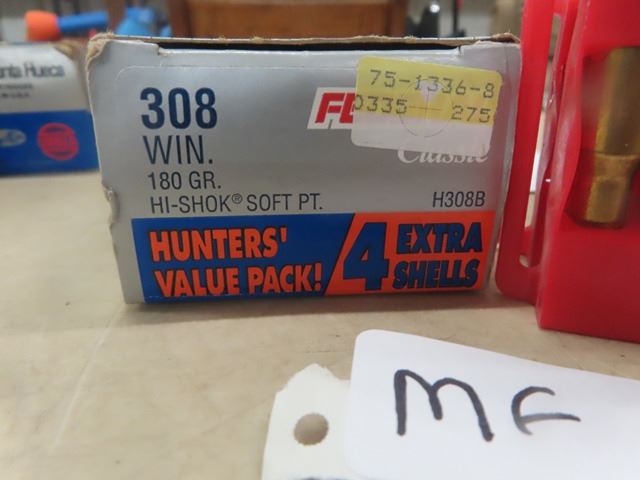 308
WIN.
180 GR.
HI-SHOK® SOFT PT.
75-1336-8
0335 275
Classic
H308B
HUNTERS'
VALUE PACK!
4 EXTRA
SHELLS
MF